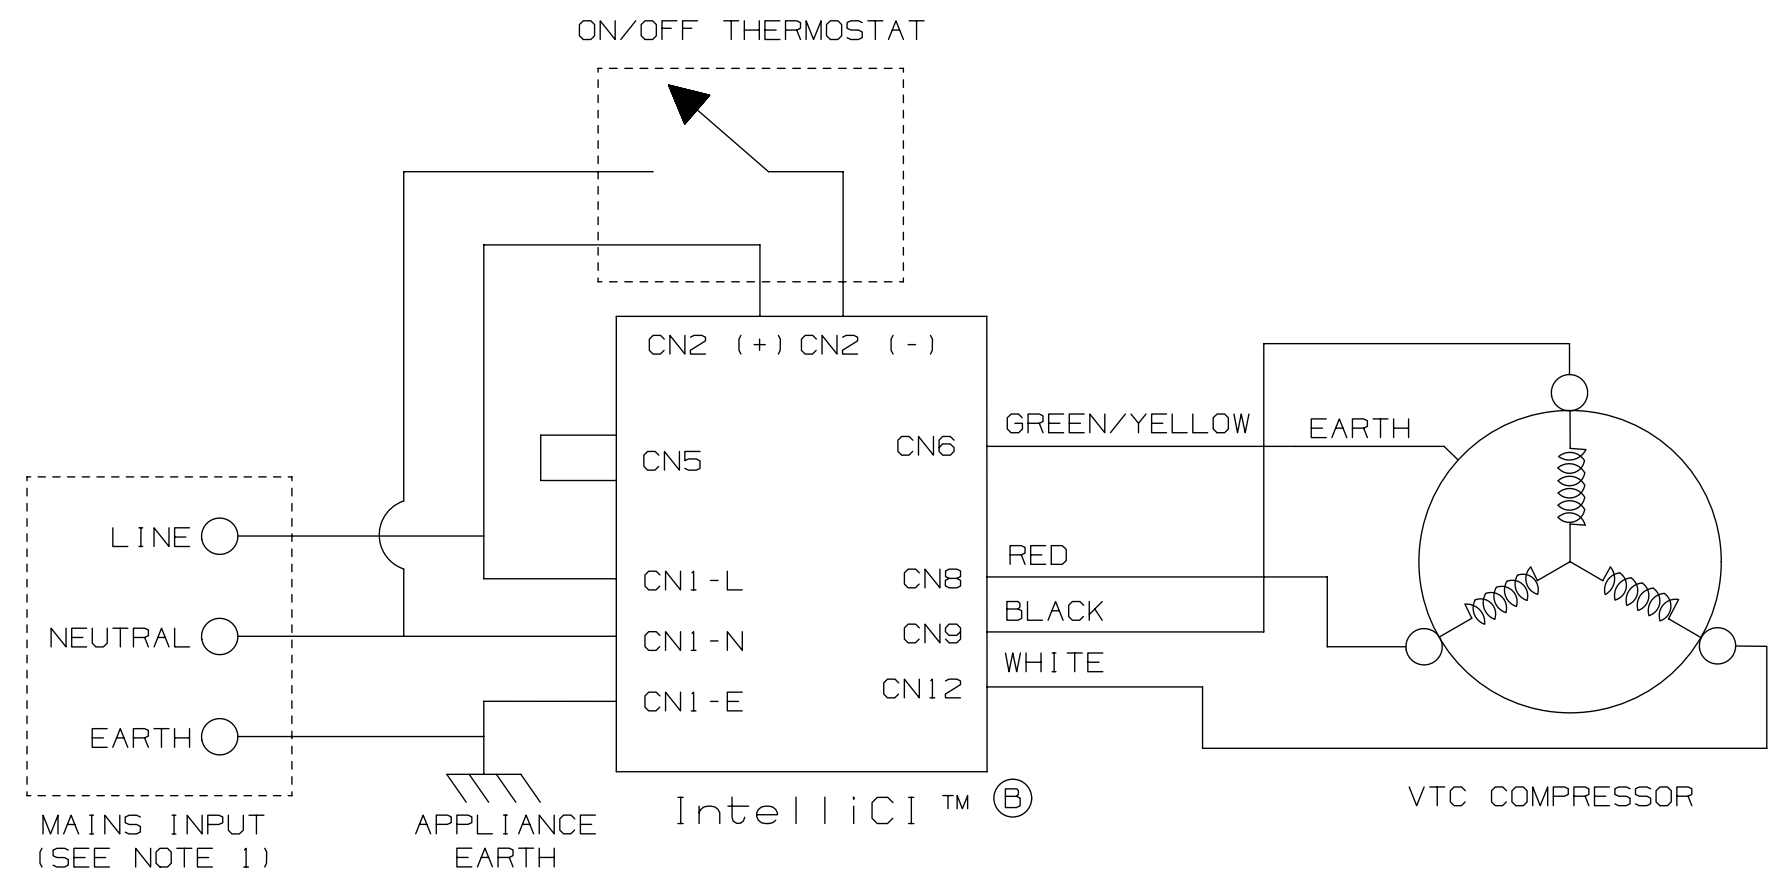 ON/OFF THERMOSTAT
CN2 (+) CN2 (-)
GREEN/YELLOW
EARTH
CN6
CN5
LINE
RED
CN8
CN1-L
BLACK
CN9
NEUTRAL
CN1-N
WHITE
CN12
CN1-E
EARTH
MAINS INPUT
(SEE NOTE 1)
APPLIANCE
EARTH
IntelliCI ™ B
VTC COMPRESSOR